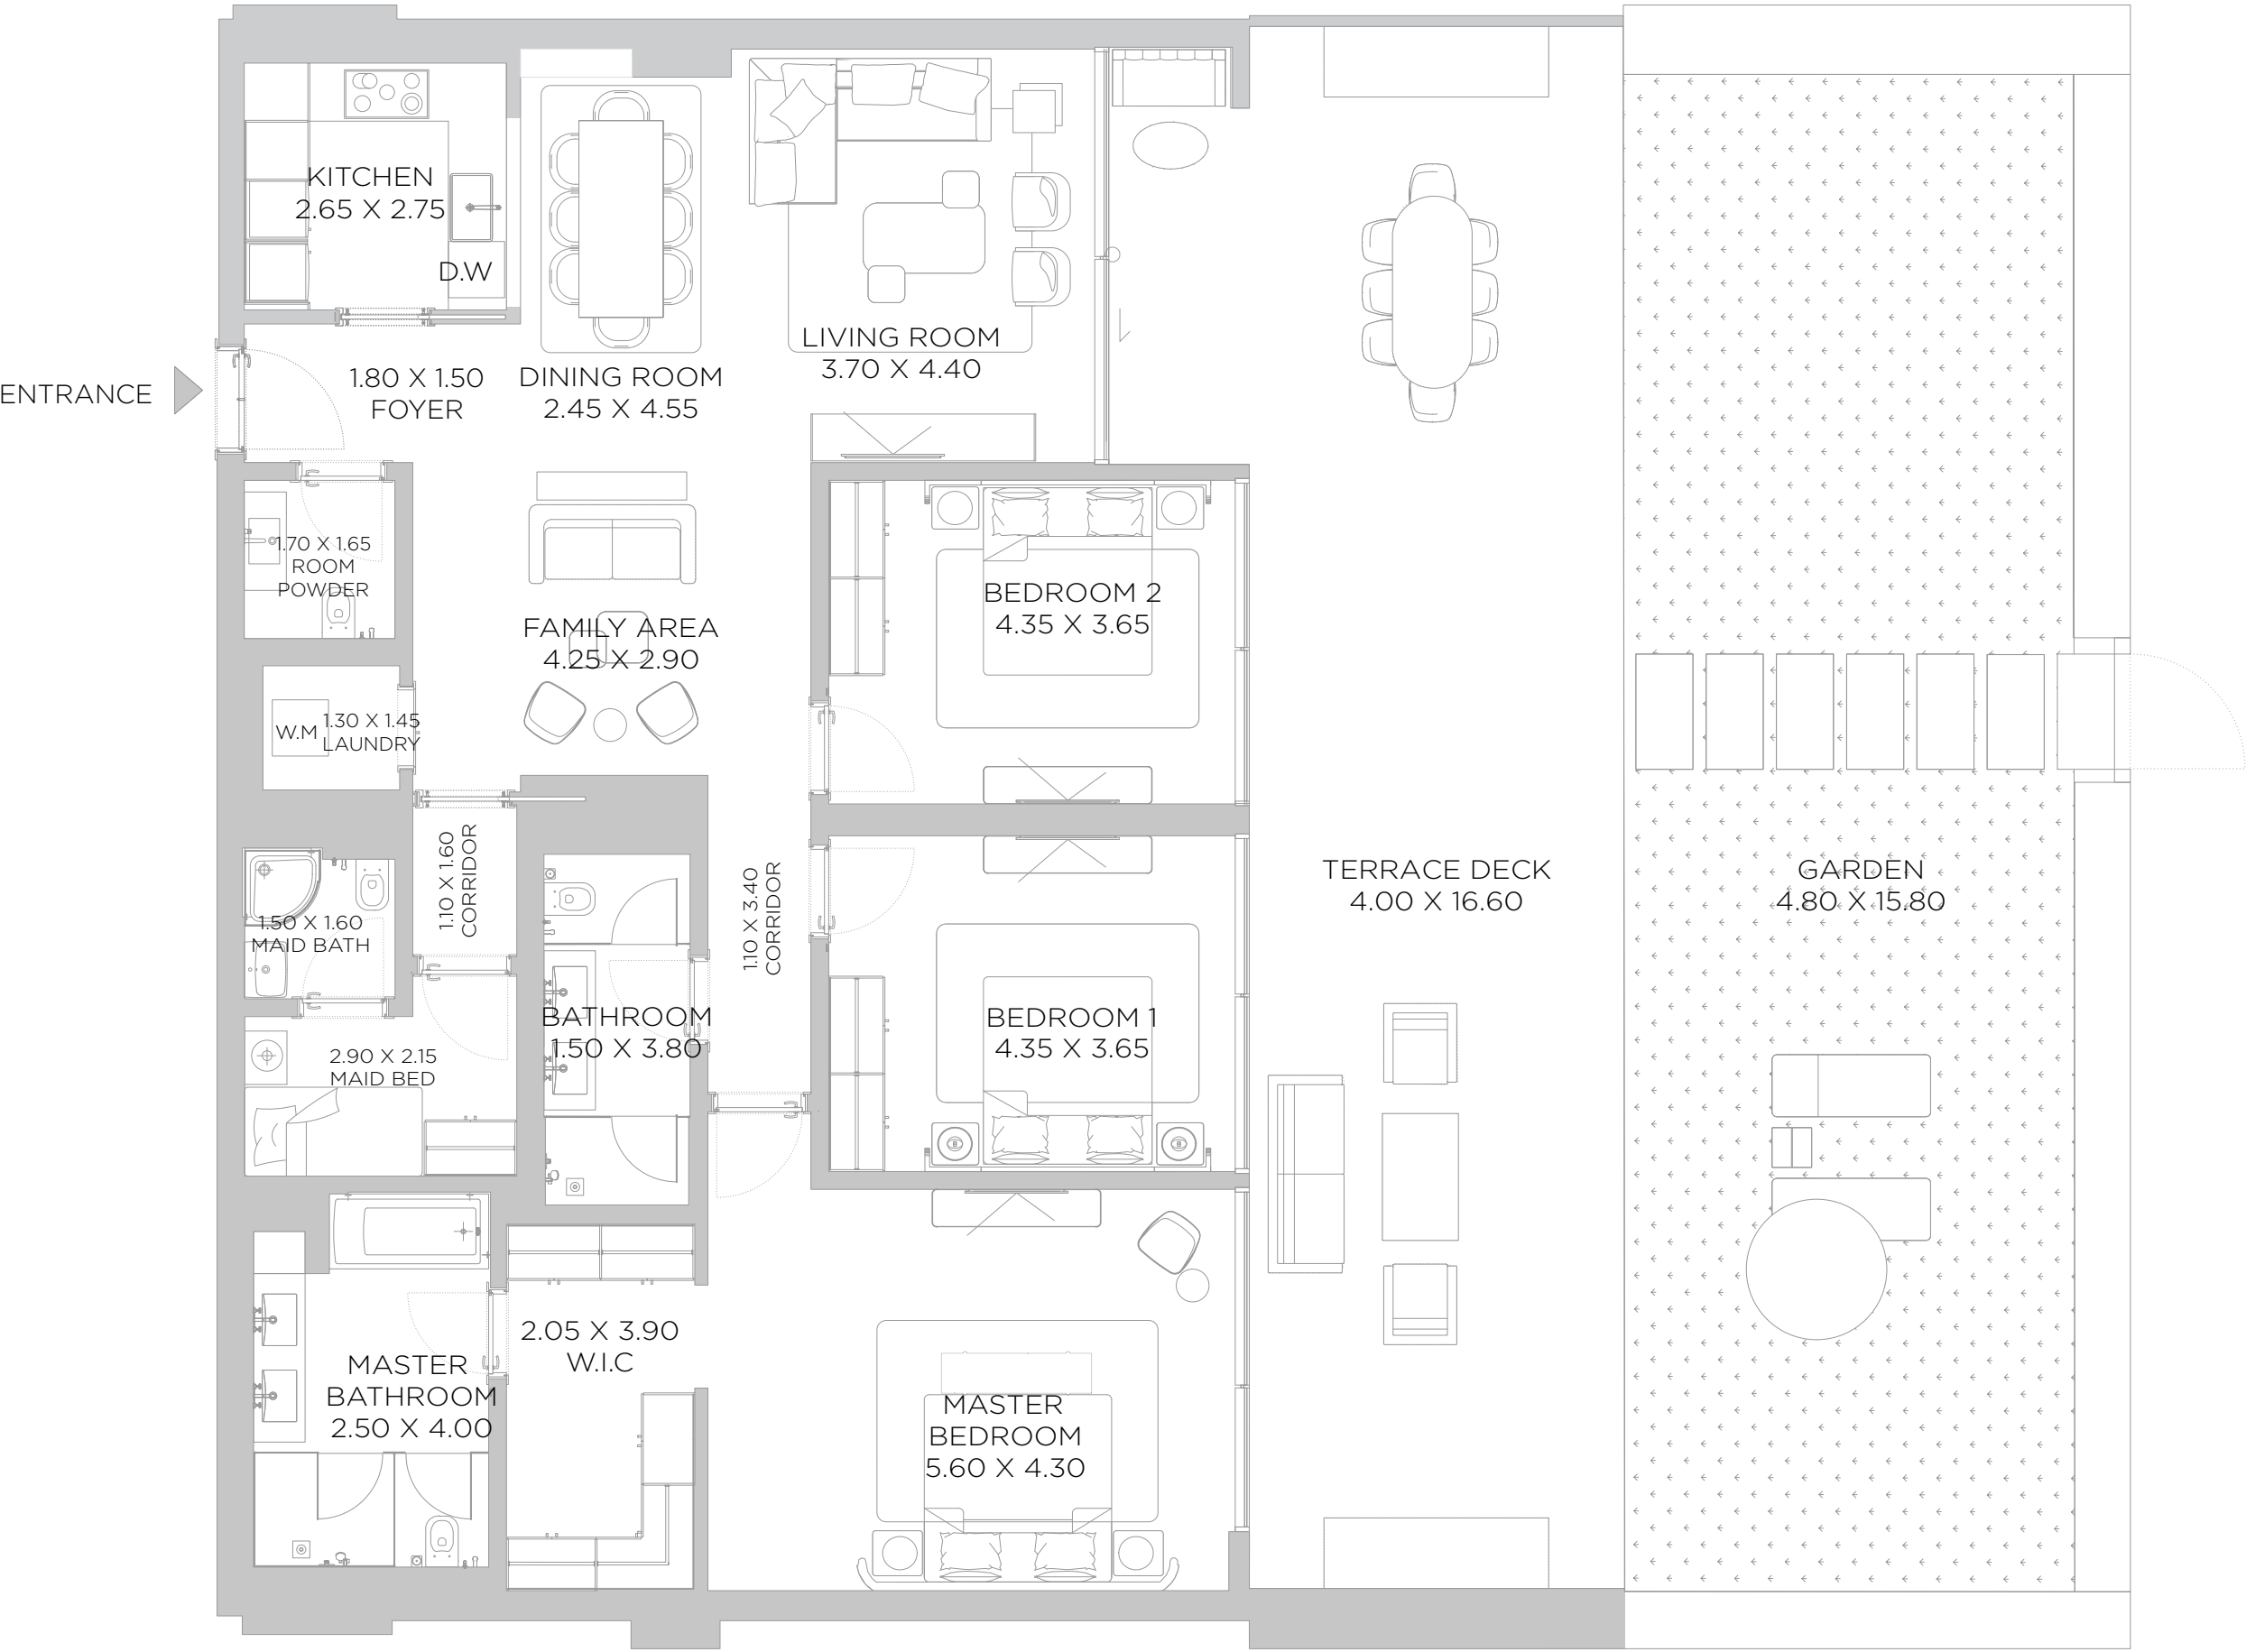 KITCHEN
2.65 X 2.75
D.W
ENTRANCE
1.80 X 1.50
FOYER
DINING ROOM
2.45 X 4.55
LIVING ROOM
3.70 X 4.40
1.70 X 1.65
ROOM
POWDER
FAMILY AREA
4.25 X 2.90
BEDROOM 2
4.35 X 3.65
W.M
1.30 X 1.45
LAUNDRY
1.10 X 1.60
CORRIDOR
1.10 X 3.40
CORRIDOR
TERRACE DECK
4.00 X 16.60
GARDEN
4.80 X 15.80
1.50 X 1.60
MAID BATH
BATHROOM
1.50 X 3.80
BEDROOM 1
4.35 X 3.65
2.90 X 2.15
MAID BED
2.05 X 3.90
W.I.C
MASTER
BATHROOM
2.50 X 4.00
MASTER
BEDROOM
5.60 X 4.30